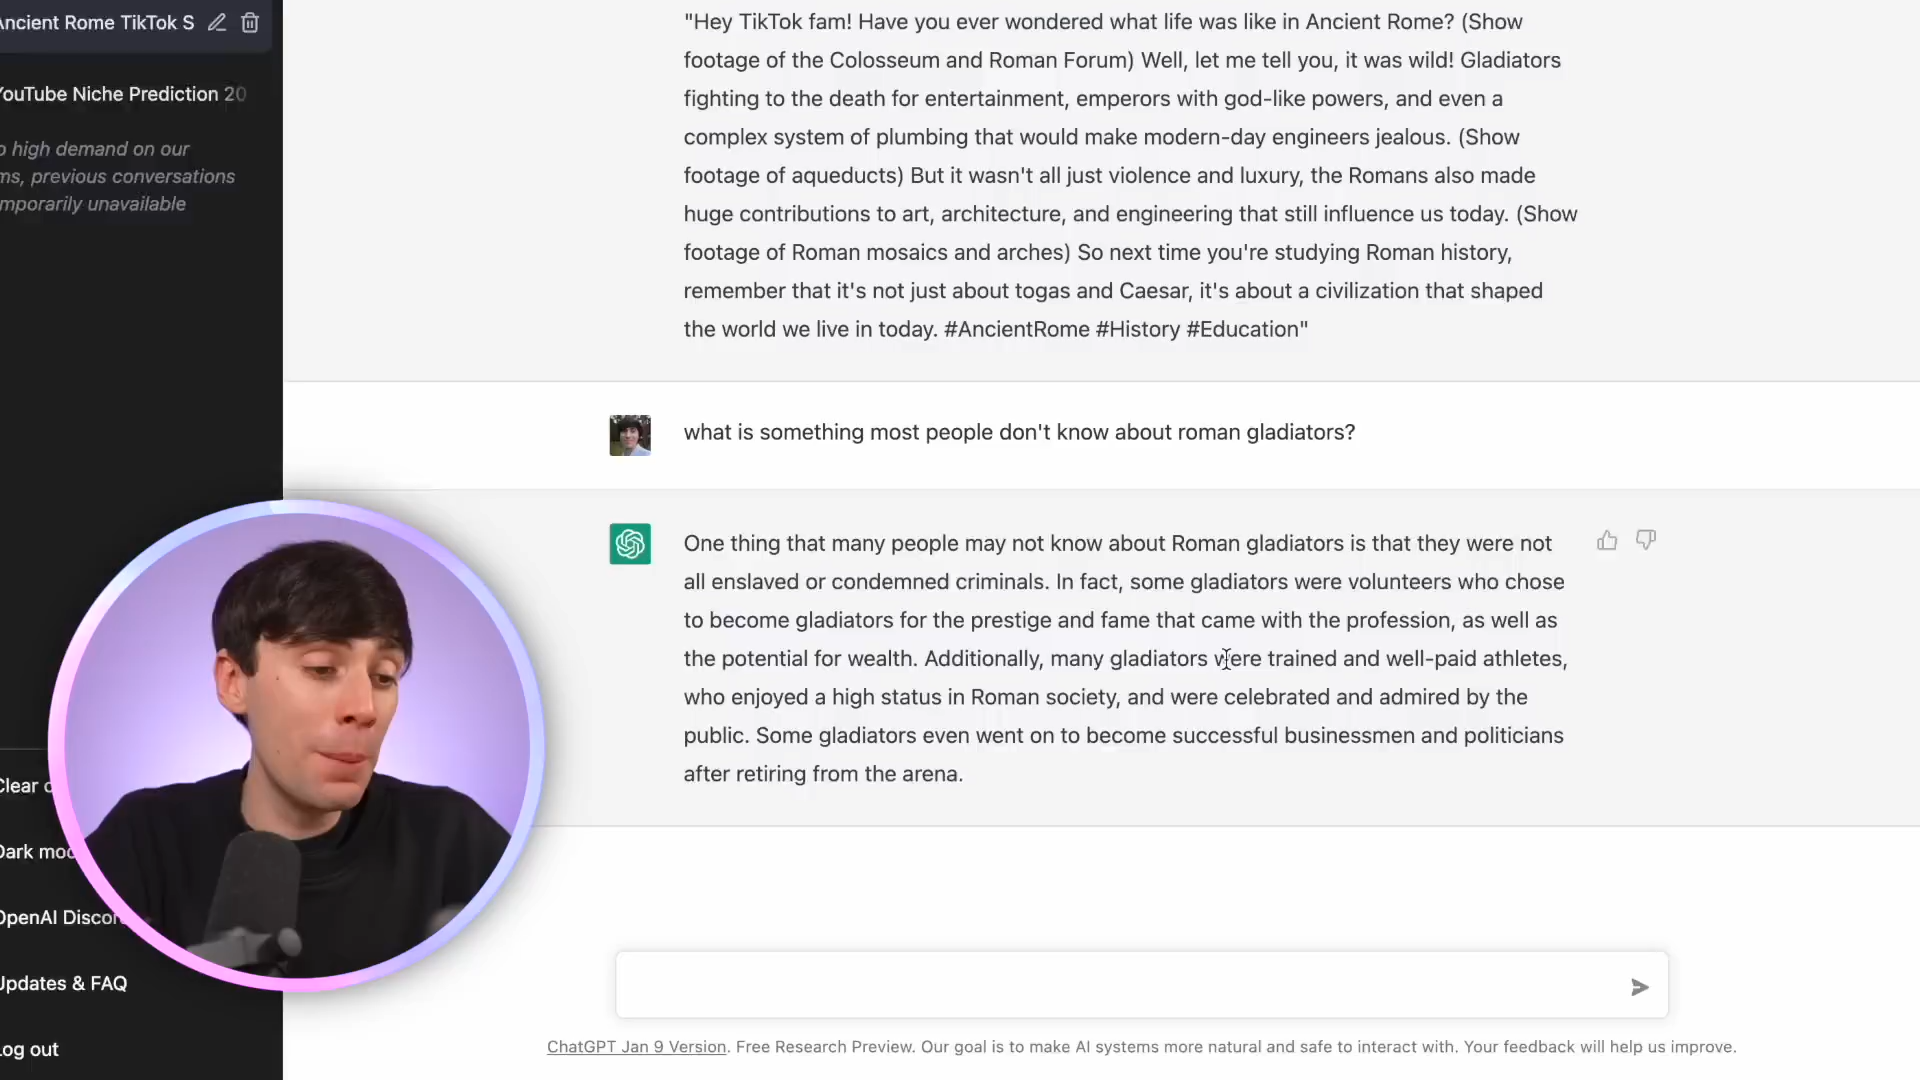 Ancient Rome TikTok S
YouTube Niche Prediction 20
o high demand on our
ms, previous conversations
mporarily unavailable
Clear c
Dark mod
OpenAI Discor
Updates & FAQ
Log out
"Hey TikTok fam! Have you ever wondered what life was like in Ancient Rome? (Show
footage of the Colosseum and Roman Forum) Well, let me tell you, it was wild! Gladiators
fighting to the death for entertainment, emperors with god-like powers, and even a
complex system of plumbing that would make modern-day engineers jealous. (Show
footage of aqueducts) But it wasn't all just violence and luxury, the Romans also made
huge contributions to art, architecture, and engineering that still influence us today. (Show
footage of Roman mosaics and arches) So next time you're studying Roman history,
remember that it's not just about togas and Caesar, it's about a civilization that shaped
the world we live in today. #AncientRome #History #Education"
what is something most people don't know about roman gladiators?
One thing that many people may not know about Roman gladiators is that they were not
all enslaved or condemned criminals. In fact, some gladiators were volunteers who chose
to become gladiators for the prestige and fame that came with the profession, as well as
the potential for wealth. Additionally, many gladiators were trained and well-paid athletes,
who enjoyed a high status in Roman society, and were celebrated and admired by the
public. Some gladiators even went on to become successful businessmen and politicians
after retiring from the arena.
ChatGPT Jan 9 Version. Free Research Preview. Our goal is to make AI systems more natural and safe to interact with. Your feedback will help us improve.